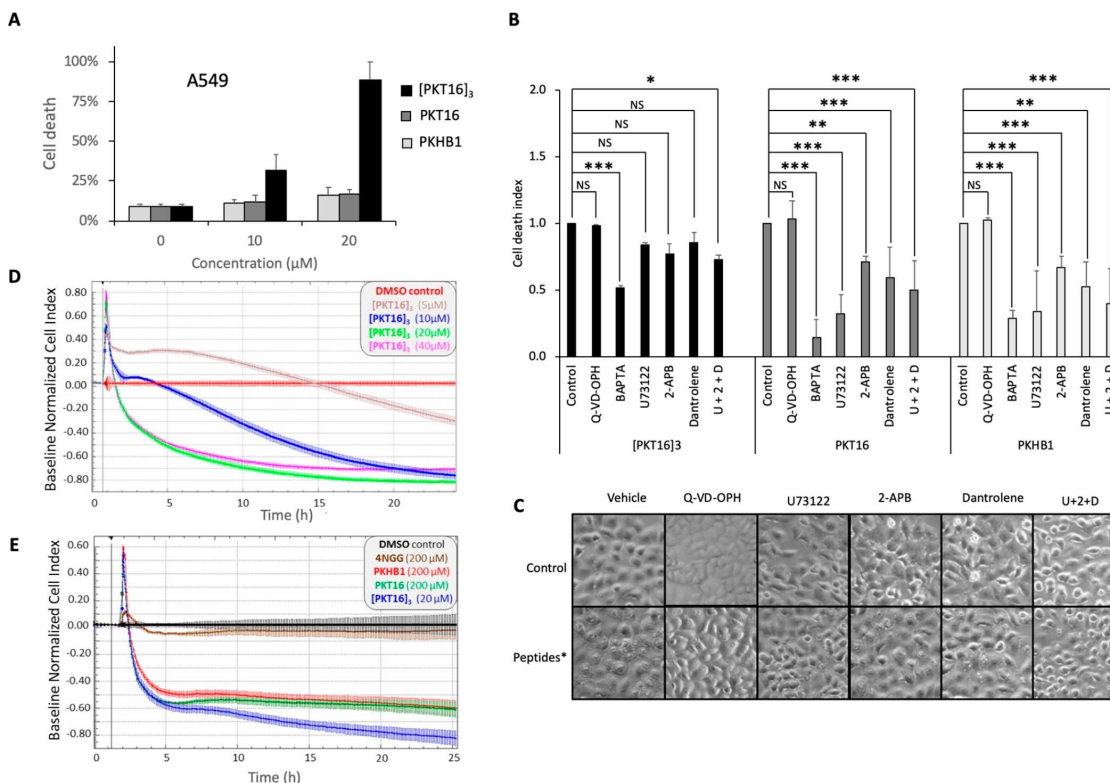 A
A549
Cell death
100%
75%
50%
25%
0%
[PKT16]3
PKT16
PKHB1
0 10 20
Concentration (µM)
B
Cell death index
2.0
1.5
1.0
0.5
0.0
* *** ***
NS *** **
NS ** ***
NS *** ***
*** *** ***
NS NS NS
Control Q-VD-OPH BAPTA U73122 2-APB Dantrolene U + 2 + D
Control Q-VD-OPH BAPTA U73122 2-APB Dantrolene U + 2 + D
Control Q-VD-OPH BAPTA U73122 2-APB Dantrolene U + 2 + D
[PKT16]3 PKT16 PKHB1
D
Baseline Normalized Cell Index
0.80
0.60
0.40
0.20
0.00
-0.20
-0.40
-0.60
-0.80
DMSO control
[PKT16]3 (5µM)
[PKT16]3 (10µM)
[PKT16]3 (20µM)
[PKT16]3 (40µM)
0 5 10 15 20
Time (h)
E
Baseline Normalized Cell Index
0.60
0.40
0.20
0.00
-0.20
-0.40
-0.60
-0.80
DMSO control
4NGG (200 µM)
PKHB1 (200 µM)
PKT16 (200 µM)
[PKT16]3 (20 µM)
0 5 10 15 20 25
Time (h)
C
Vehicle Q-VD-OPH U73122 2-APB Dantrolene U+2+D
Control
Peptides*